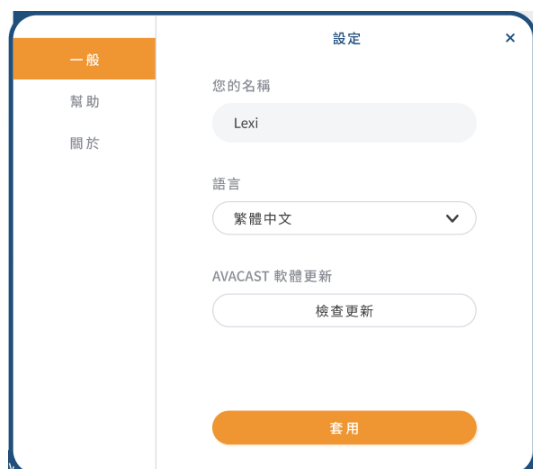 設定
×
一般
幫助
關於
您的名稱
Lexi
語言
繁體中文
AVACAST 軟體更新
檢查更新
套用